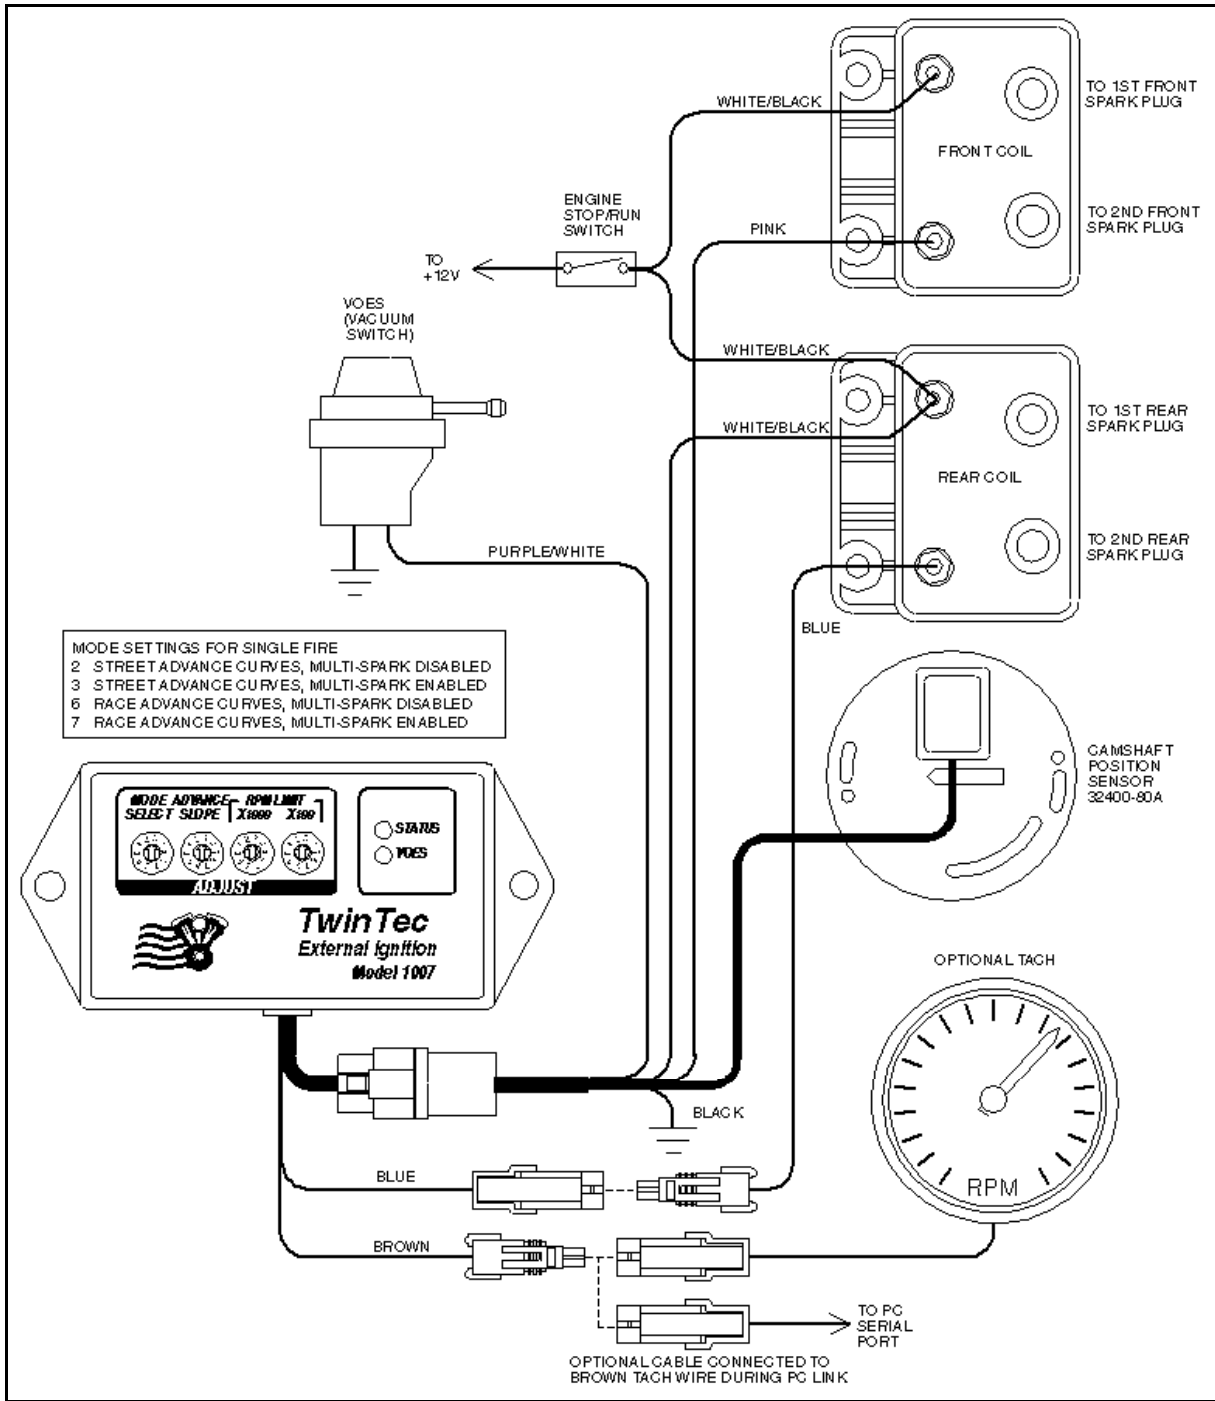 WHITE/BLACK
TO 1ST FRONT
SPARK PLUG
FRONT COIL
ENGINE
STOP/RUN
SWITCH
PINK
TO 2ND FRONT
SPARK PLUG
TO
+12V
VOES
(VACUUM
SWITCH)
WHITE/BLACK
WHITE/BLACK
TO 1ST REAR
SPARK PLUG
REAR COIL
PURPLE/WHITE
TO 2ND REAR
SPARK PLUG
BLUE
MODE SETTINGS FOR SINGLE FIRE
2 STREET ADVANCE CURVES, MULTI-SPARK DISABLED
3 STREET ADVANCE CURVES, MULTI-SPARK ENABLED
6 RACE ADVANCE CURVES, MULTI-SPARK DISABLED
7 RACE ADVANCE CURVES, MULTI-SPARK ENABLED
CAMSHAFT
POSITION
SENSOR
32400-80A
MODE ADVANCE RPM LIMIT
SELECT SLOPE X1000 X100
STATUS
VOES
ADJUST
TwinTec
External Ignition
Model 1007
OPTIONAL TACH
BLACK
BLUE
RPM
BROWN
TO PC
SERIAL
PORT
OPTIONAL CABLE CONNECTED TO
BROWN TACH WIRE DURING PC LINK